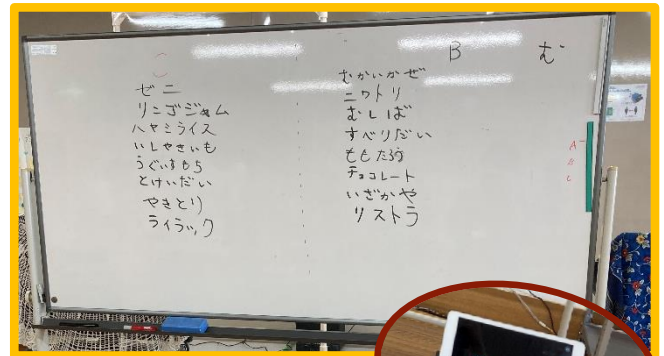 B む
ゼニ
リンゴジャム
ハヤシライス
いしやきいも
うぐいすもち
とけいだい
やきとり
ライラック
むかいかぜ
ニワトリ
むしば
すべりだい
ももたろう
チョコレート
いざかや
リストラ
A
B
C